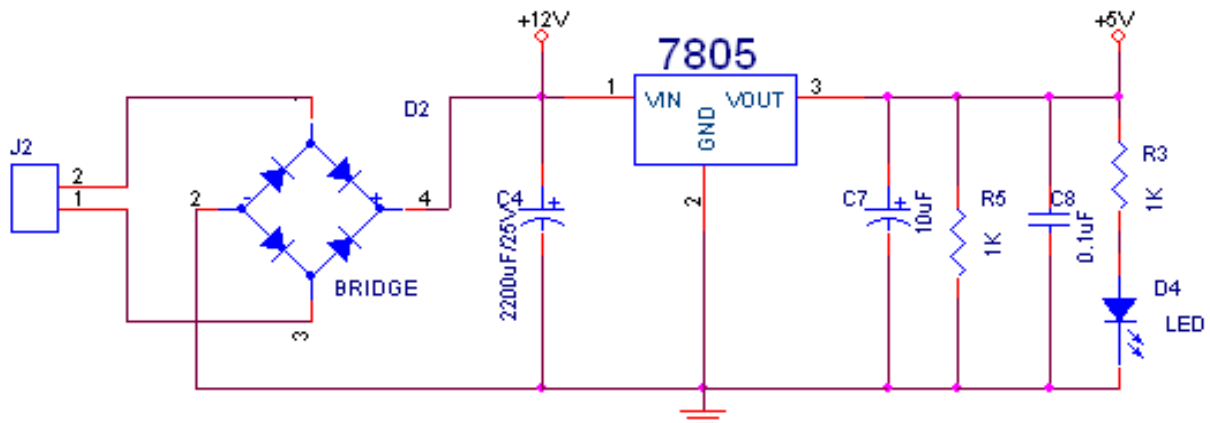 +12V
+5V
7805
1
VIN
VOUT
3
GND
2
D2
J2
2
1
2
-
+
4
3
BRIDGE
C4
+
2200uF/25V
C7
+
10uF
R5
1K
C8
0.1uF
R3
1K
D4
LED